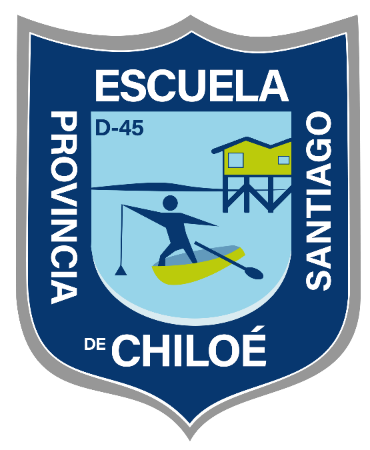 ESCUELA
D-45
PROVINCIA
DE CHILOÉ
SANTIAGO